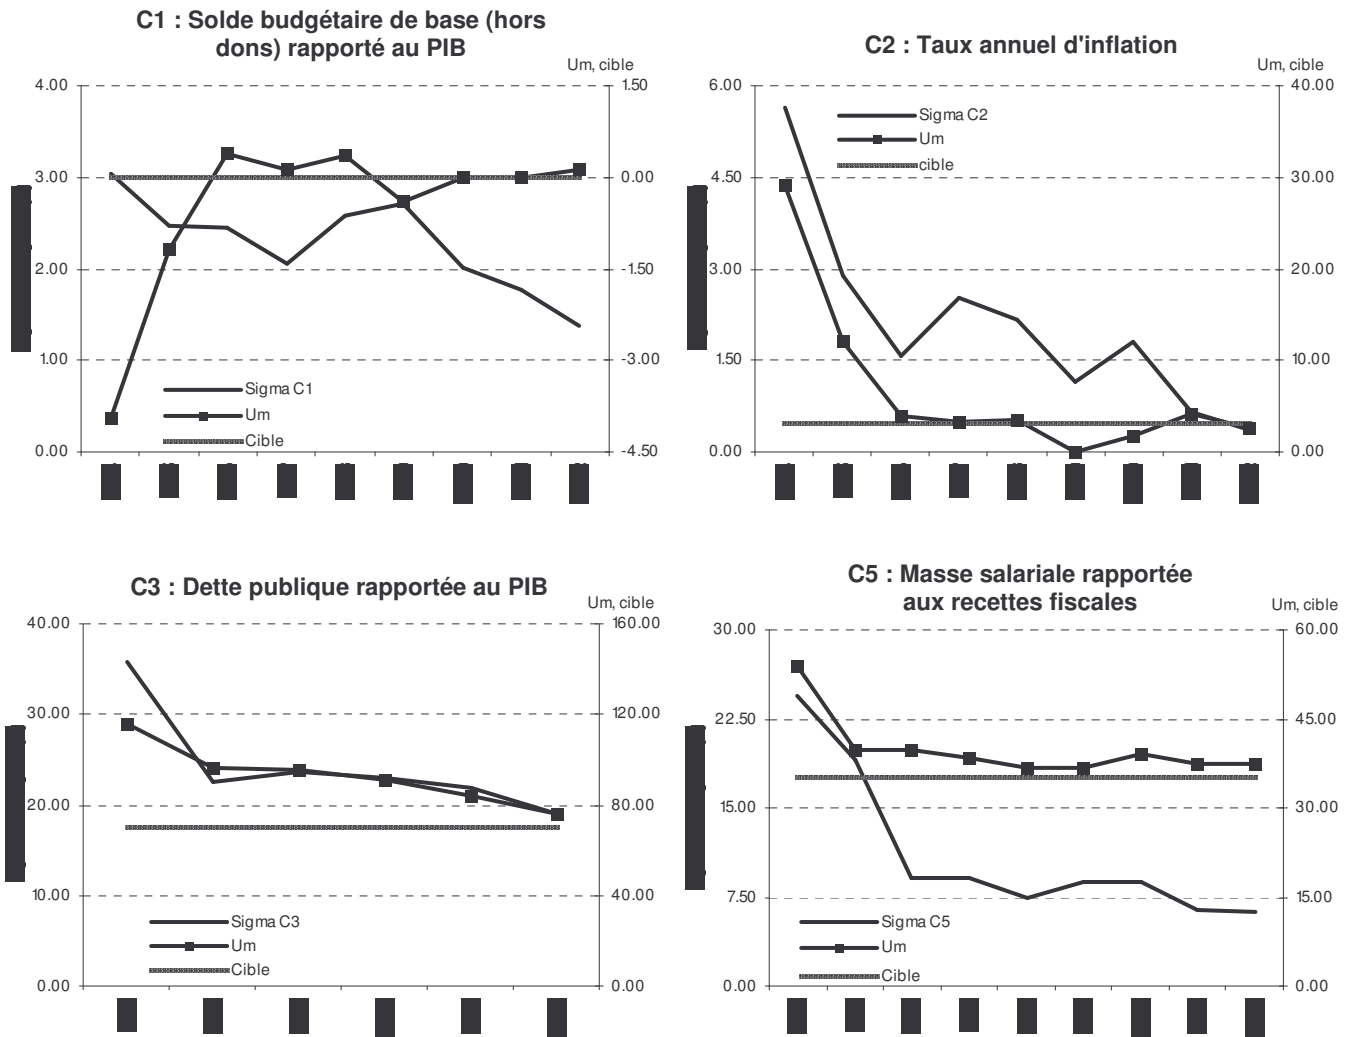 C1 : Solde budgétaire de base (hors
dons) rapporté au PIB
Um, cible
4.00
3.00
2.00
1.00
0.00
1.50
0.00
-1.50
-3.00
-4.50
Sigma C1
Um
Cible
C2 : Taux annuel d'inflation
Um, cible
6.00
4.50
3.00
1.50
0.00
40.00
30.00
20.00
10.00
0.00
Sigma C2
Um
cible
C3 : Dette publique rapportée au PIB
Um, cible
40.00
30.00
20.00
10.00
0.00
160.00
120.00
80.00
40.00
0.00
Sigma C3
Um
Cible
C5 : Masse salariale rapportée
aux recettes fiscales
Um, cible
30.00
22.50
15.00
7.50
0.00
60.00
45.00
30.00
15.00
0.00
Sigma C5
Um
Cible